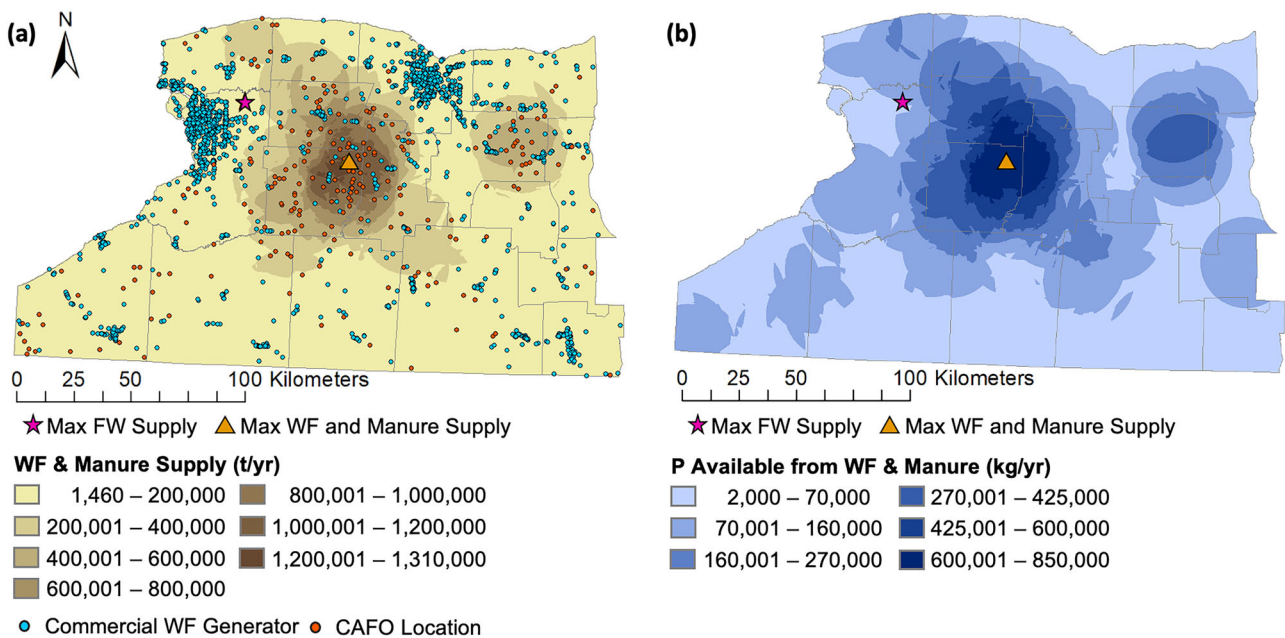 (a)
N
0 25 50 100 Kilometers
Max FW Supply Max WF and Manure Supply
WF & Manure Supply (t/yr)
1,460 – 200,000 800,001 – 1,000,000
200,001 – 400,000 1,000,001 – 1,200,000
400,001 – 600,000 1,200,001 – 1,310,000
600,001 – 800,000
Commercial WF Generator CAFO Location
(b)
0 25 50 100 Kilometers
Max FW Supply Max WF and Manure Supply
P Available from WF & Manure (kg/yr)
2,000 – 70,000 270,001 – 425,000
70,001 – 160,000 425,001 – 600,000
160,001 – 270,000 600,001 – 850,000